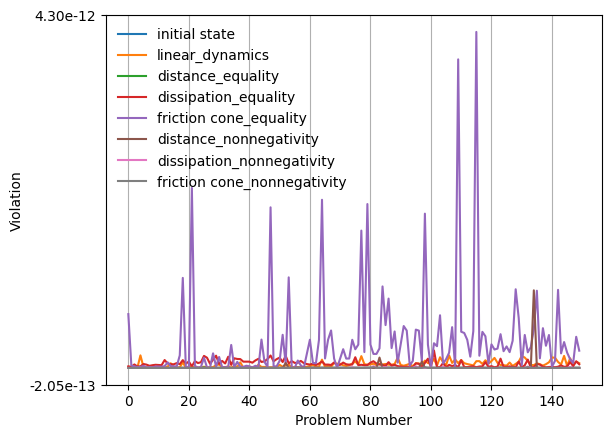 4.30e-12
initial state
linear_dynamics
distance_equality
dissipation_equality
friction cone_equality
distance_nonnegativity
dissipation_nonnegativity
friction cone_nonnegativity
Violation
-2.05e-13
0 20 40 60 80 100 120 140
Problem Number